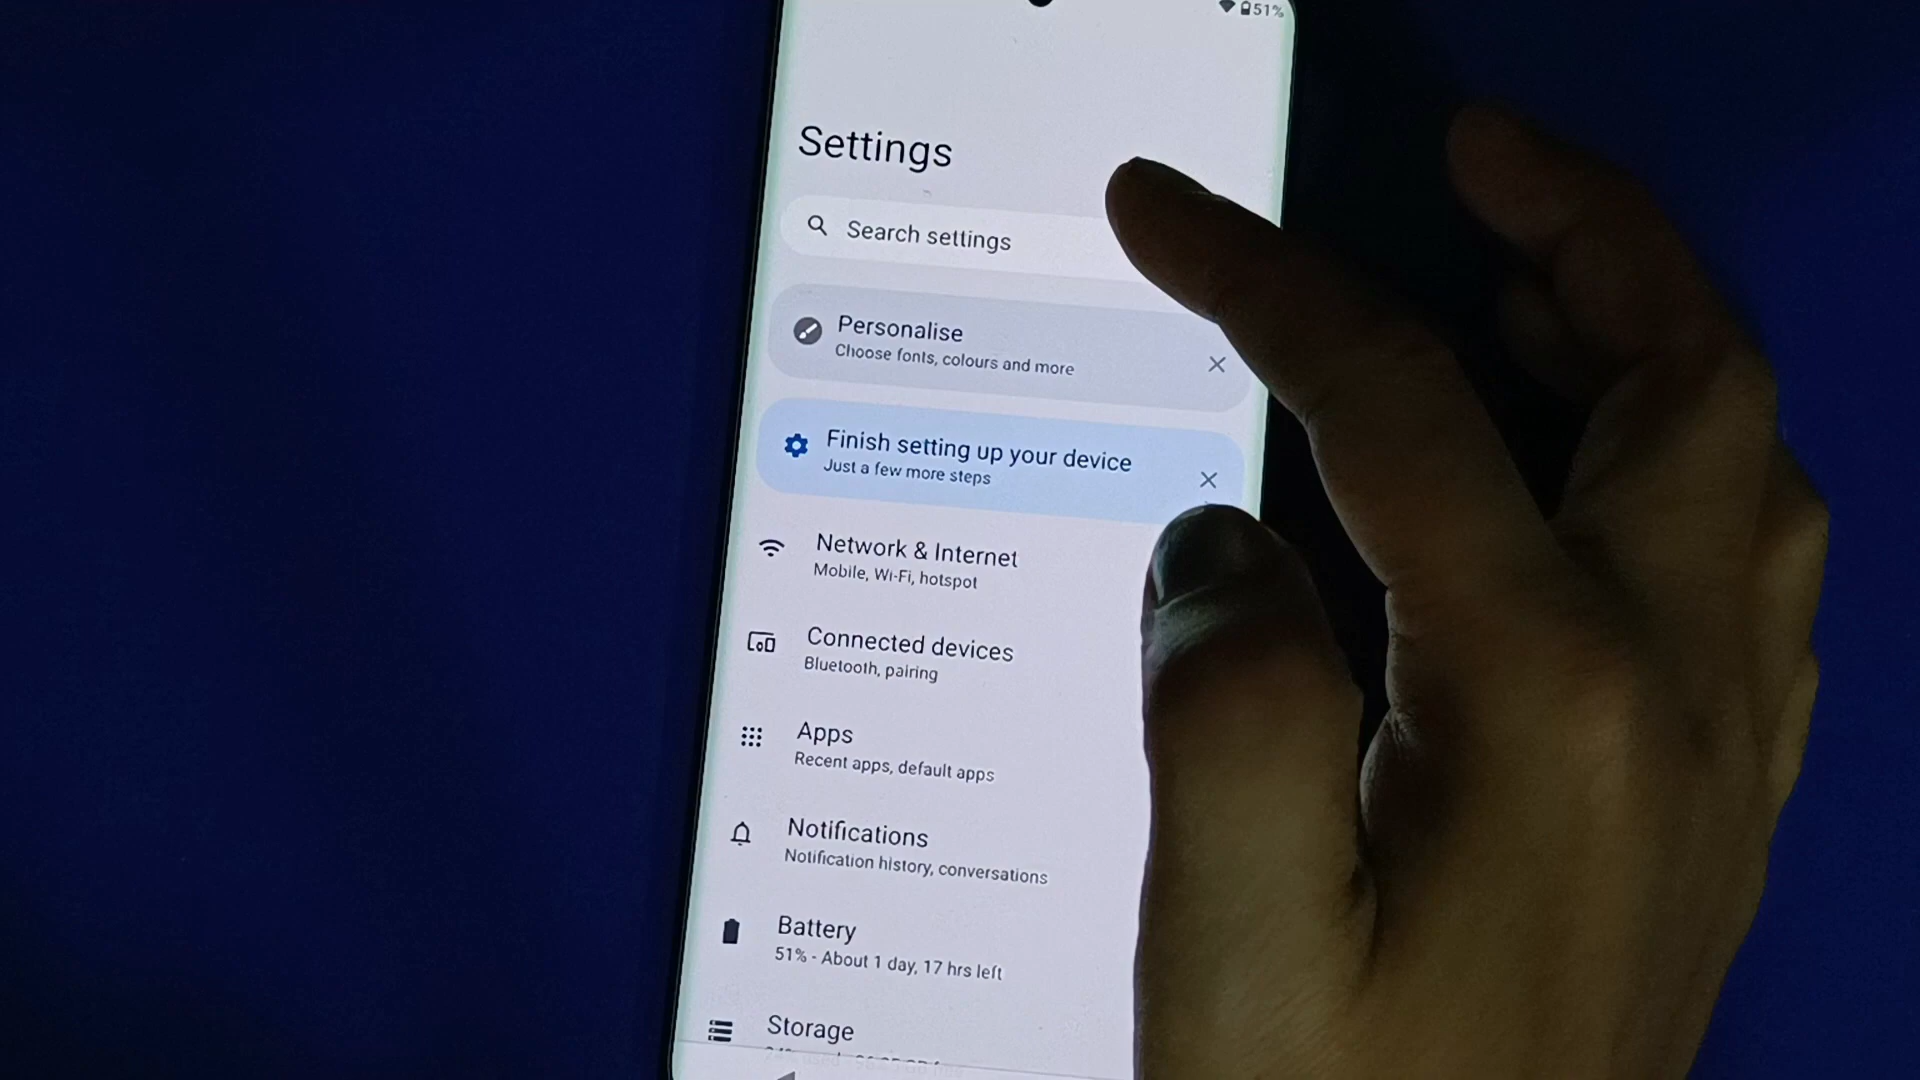 51%
Settings
Search settings
Personalise
Choose fonts, colours and more
Finish setting up your device
Just a few more steps
Network & Internet
Mobile, Wi-Fi, hotspot
Connected devices
Bluetooth, pairing
Apps
Recent apps, default apps
Notifications
Notification history, conversations
Battery
51% - About 1 day, 17 hrs left
Storage